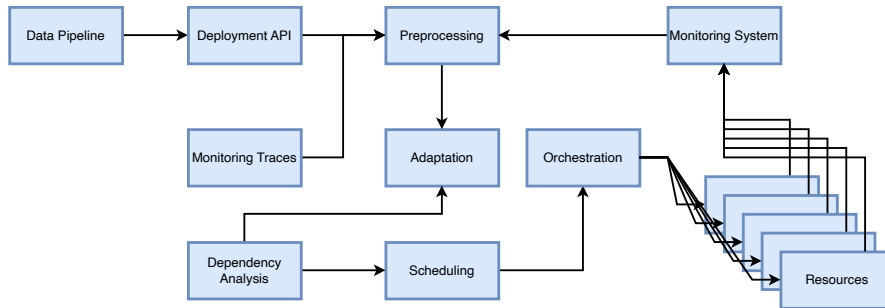 Data Pipeline
Deployment API
Preprocessing
Monitoring System
Monitoring Traces
Adaptation
Orchestration
Dependency
Analysis
Scheduling
Resources